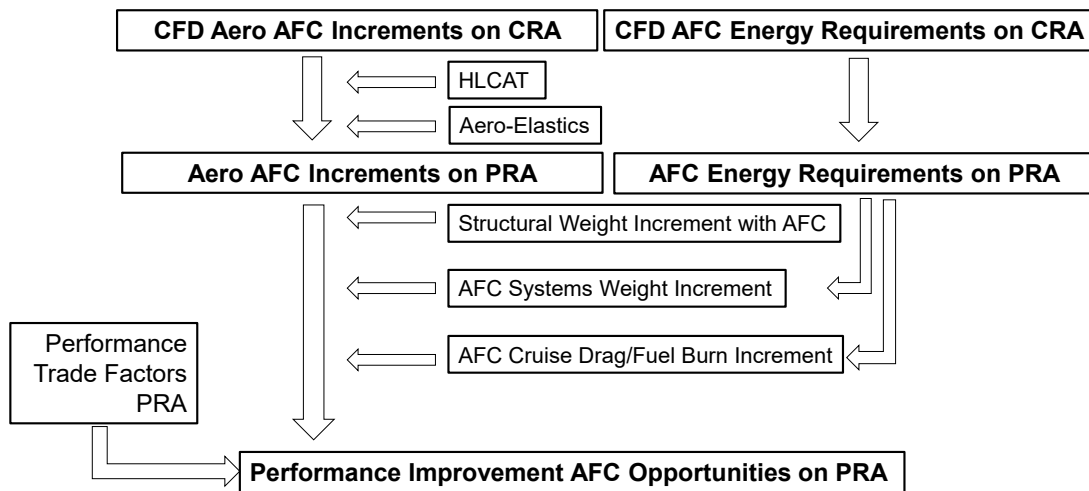 CFD Aero AFC Increments on CRA
CFD AFC Energy Requirements on CRA
HLCAT
Aero-Elastics
Aero AFC Increments on PRA
AFC Energy Requirements on PRA
Structural Weight Increment with AFC
AFC Systems Weight Increment
AFC Cruise Drag/Fuel Burn Increment
Performance
Trade Factors
PRA
Performance Improvement AFC Opportunities on PRA